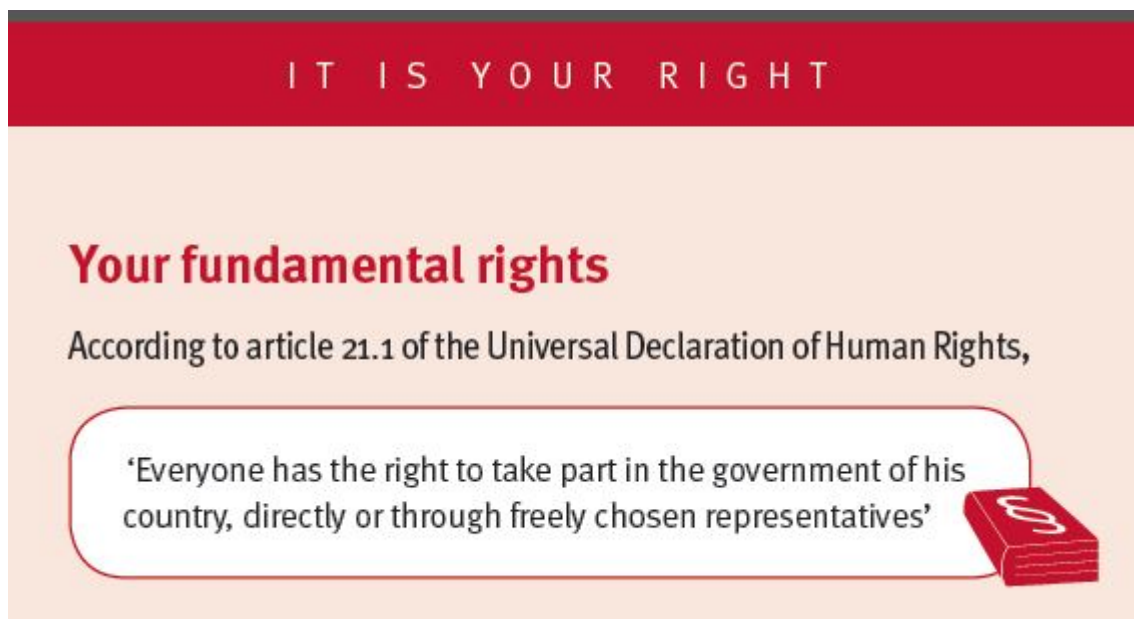 IT IS YOUR RIGHT
Your fundamental rights
According to article 21.1 of the Universal Declaration of Human Rights,
‘Everyone has the right to take part in the government of his
country, directly or through freely chosen representatives’
§